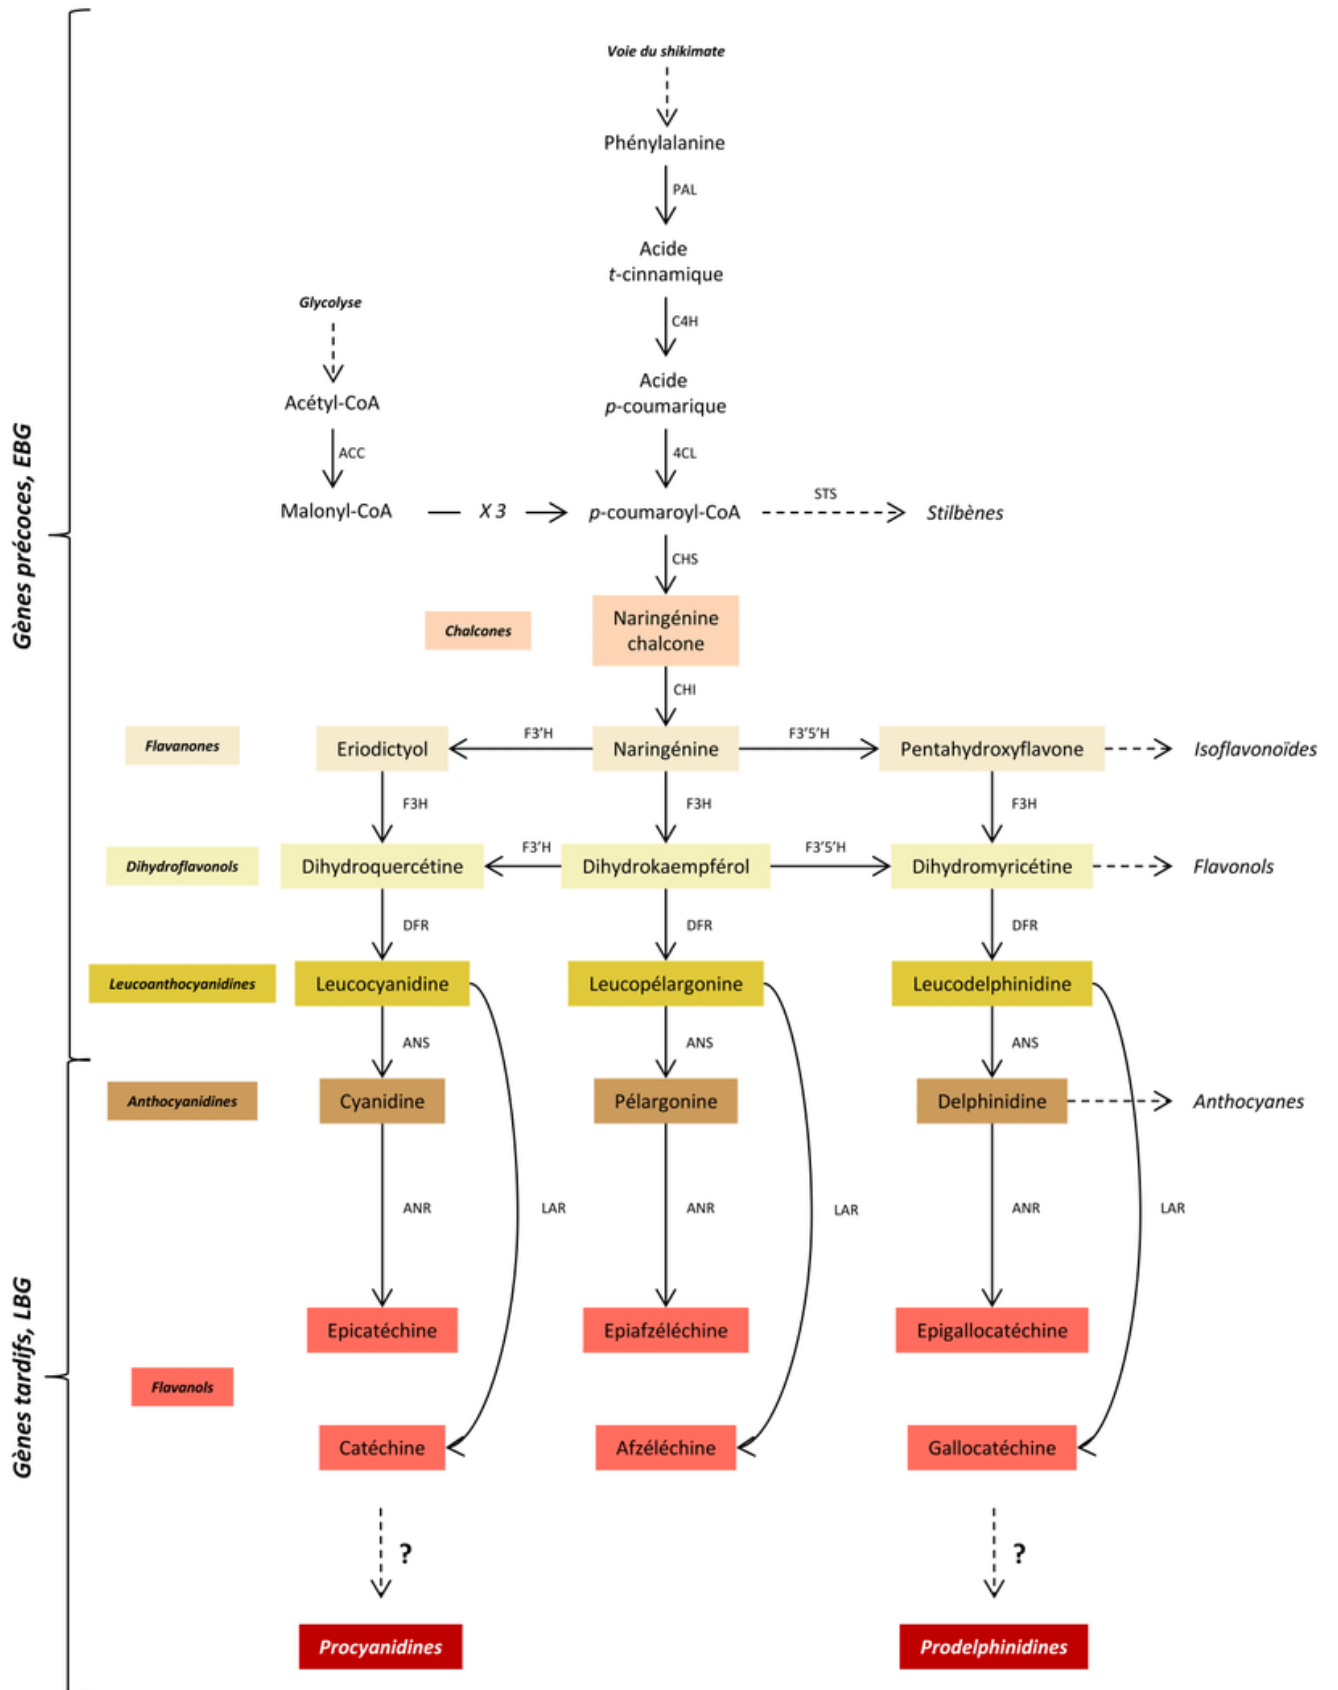 Voie du shikimate
Phénylalanine
PAL
Acide
t-cinnamique
Glycolyse
C4H
Acide
p-coumarique
Acétyl-CoA
ACC
4CL
Malonyl-CoA
X 3
p-coumaroyl-CoA
STS
Stilbènes
CHS
Gènes précoces, EBG
Chalcones
Naringénine
chalcone
CHI
Flavanones
Eriodictyol
F3'H
Naringénine
F3'5'H
Pentahydroxyflavone
Isoflavonoïdes
F3H
F3H
F3H
Dihydroflavonols
Dihydroquercétine
F3'H
Dihydrokaempférol
F3'5'H
Dihydromyricétine
Flavonols
DFR
DFR
DFR
Leucoanthocyanidines
Leucocyanidine
Leucopélargonine
Leucodelphinidine
ANS
ANS
ANS
Anthocyanidines
Cyanidine
Pélargonine
Delphinidine
Anthocyanes
ANR
LAR
ANR
LAR
ANR
LAR
Gènes tardifs, LBG
Epicatéchine
Epiafzéléchine
Epigallocatéchine
Flavanols
Catéchine
Afzéléchine
Gallocatéchine
?
?
Procyanidines
Prodelphinidines